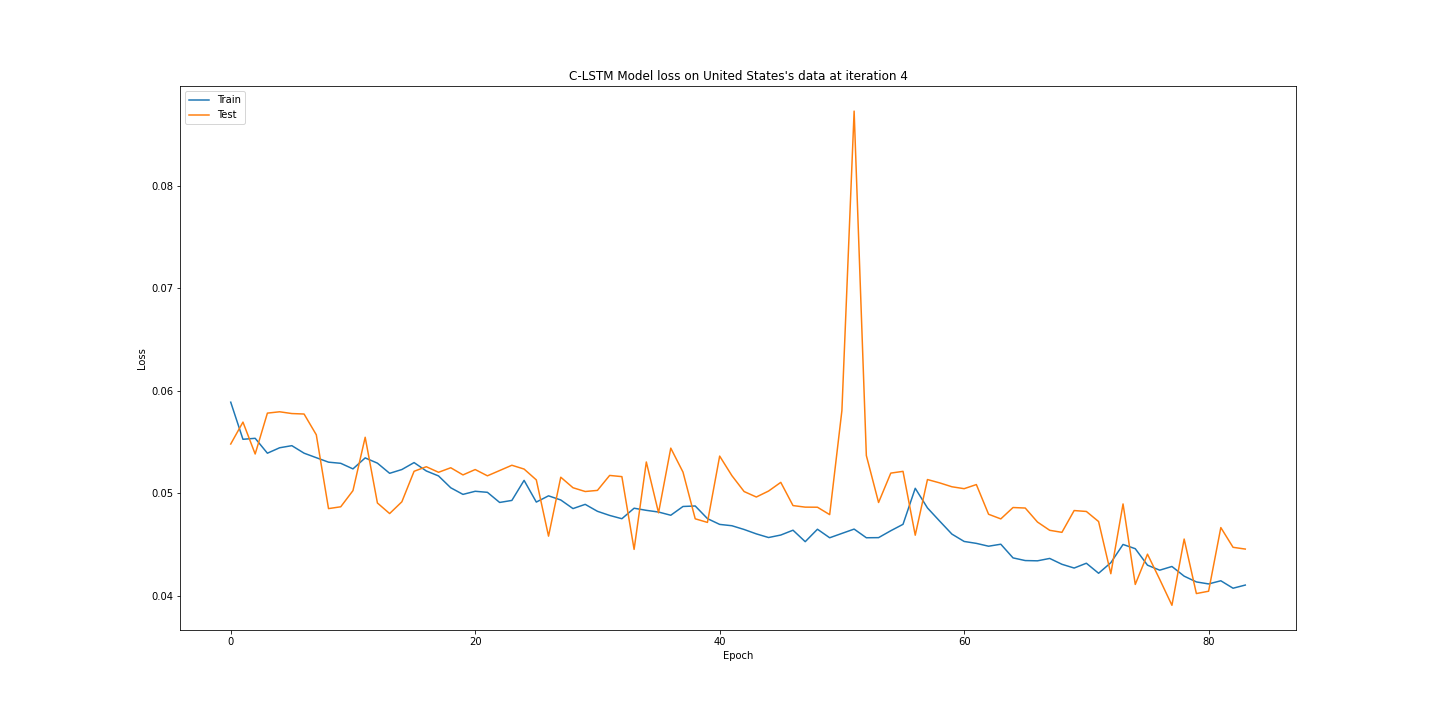 C-LSTM Model loss on United States's data at iteration 4
Train
Test
0.08
0.07
0.06
0.05
0.04
Loss
0
20
40
60
80
Epoch